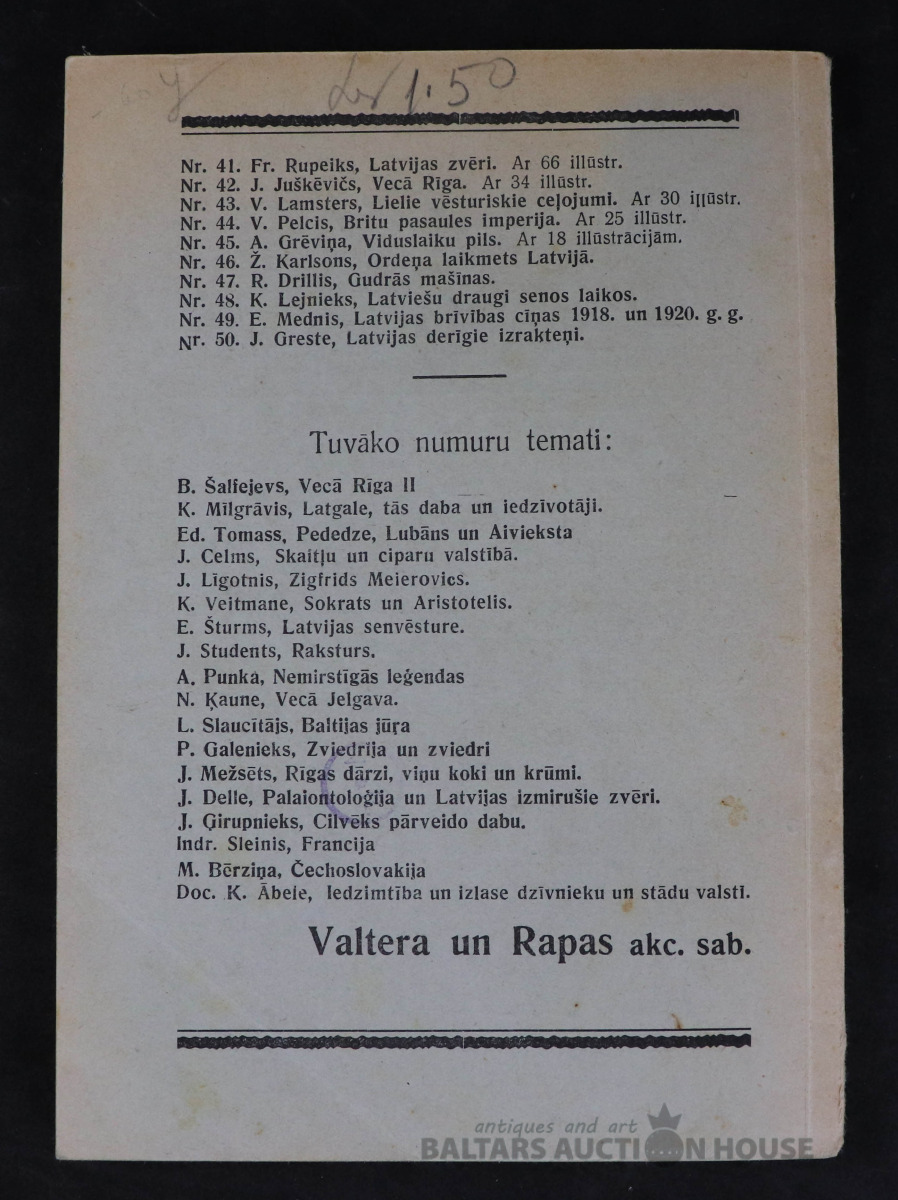 1.50
Nr. 41. Fr. Rupeiks, Latvijas zvēri. Ar 66 illūstr.
Nr. 42. J. Juškēvičs, Vecā Rīga. Ar 34 illūstr.
Nr. 43. V. Lamsters, Lielie vēsturiskie ceļojumi. Ar 30 illūstr.
Nr. 44. V. Pelcis, Britu pasaules imperija. Ar 25 illūstr.
Nr. 45. A. Grēviņa, Viduslaiku pils. Ar 18 illūstrācijām.
Nr. 46. Ž. Karlsons, Ordeņa laikmets Latvijā.
Nr. 47. R. Drillis, Gudrās mašīnas.
Nr. 48. K. Lejnieks, Latviešu draugi senos laikos.
Nr. 49. E. Mednis, Latvijas brīvības cīņas 1918. un 1920. g. g.
Nr. 50. J. Greste, Latvijas derīgie izrakteņi.
Tuvāko numuru temati:
B. Šalfejevs, Vecā Rīga II
K. Mīlgrāvis, Latgale, tās daba un iedzīvotāji.
Ed. Tomass, Pededze, Lubāns un Aivieksta
J. Celms, Skaitļu un ciparu valstībā.
J. Līgotnis, Zigfrids Meierovics.
K. Veitmane, Sokrats un Aristotelis.
E. Šturms, Latvijas senvēsture.
J. Students, Raksturs.
A. Punka, Nemirstīgās leģendas
N. Ķaune, Vecā Jelgava.
L. Slaucītājs, Baltijas jūra
P. Galenieks, Zviedrija un zviedri
J. Mežsēts, Rīgas dārzi, viņu koki un krūmi.
J. Delle, Palaiontoloģija un Latvijas izmirušie zvēri.
J. Ģirupnieks, Cilvēks pārveido dabu.
Indr. Sleinis, Francija
M. Bērziņa, Čechoslovakija
Doc. K. Ābele, Iedzimtība un izlase dzīvnieku un stādu valstī.
Valtera un Rapas akc. sab.
antiques and art
BALTARS AUCTION HOUSE